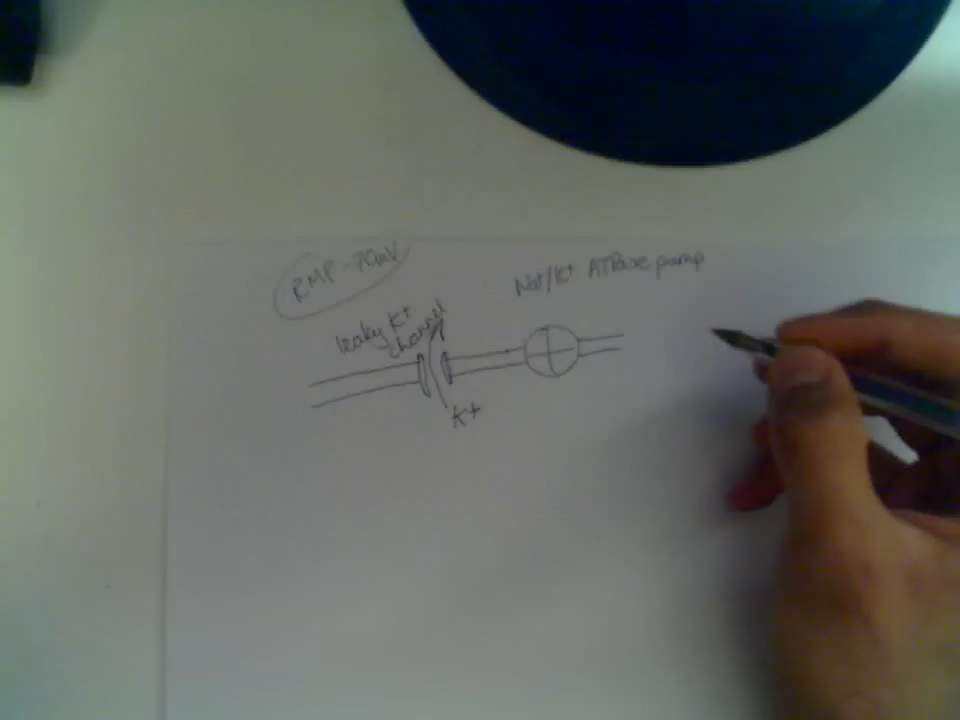 RMP -70mV
Na+/K+ ATPase pump
leaky K+
channel
K+